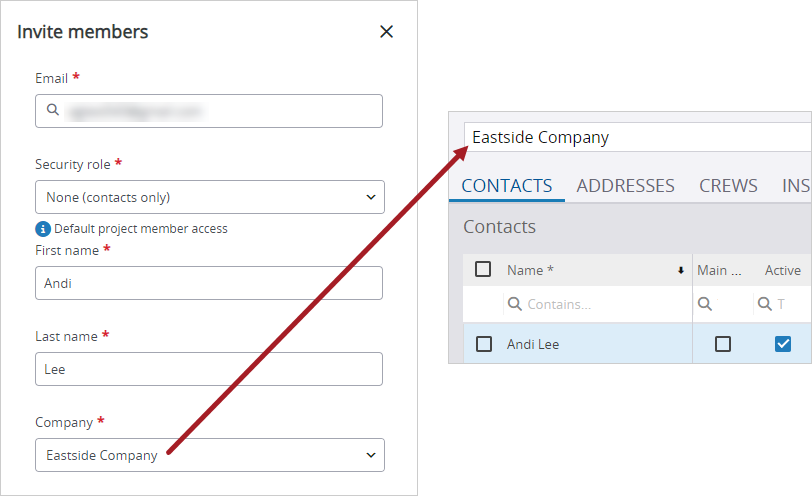 Invite members
Email *
Security role *
None (contacts only)
Default project member access
First name *
Andi
Last name *
Lee
Company *
Eastside Company
Eastside Company
CONTACTS ADDRESSES CREWS INS
Contacts
Name * Main ... Active
Contains... T
Andi Lee